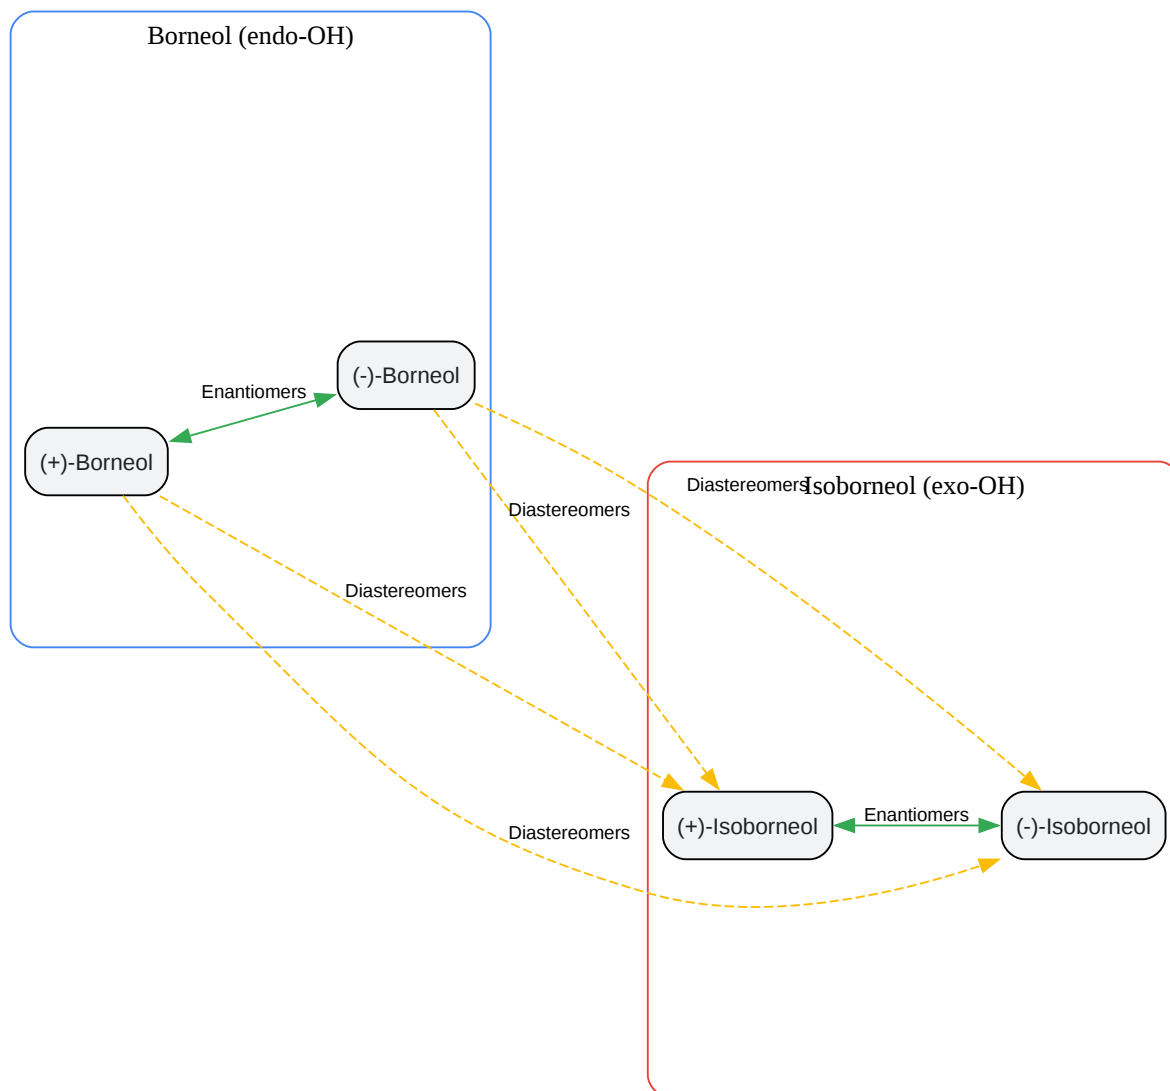 Borneol (endo-OH)
(-)-Borneol
Enantiomers
(+)-Borneol
Diastereomers
Isoborneol (exo-OH)
Diastereomers
Diastereomers
(+)-Isoborneol
Enantiomers
(-)-Isoborneol
Diastereomers